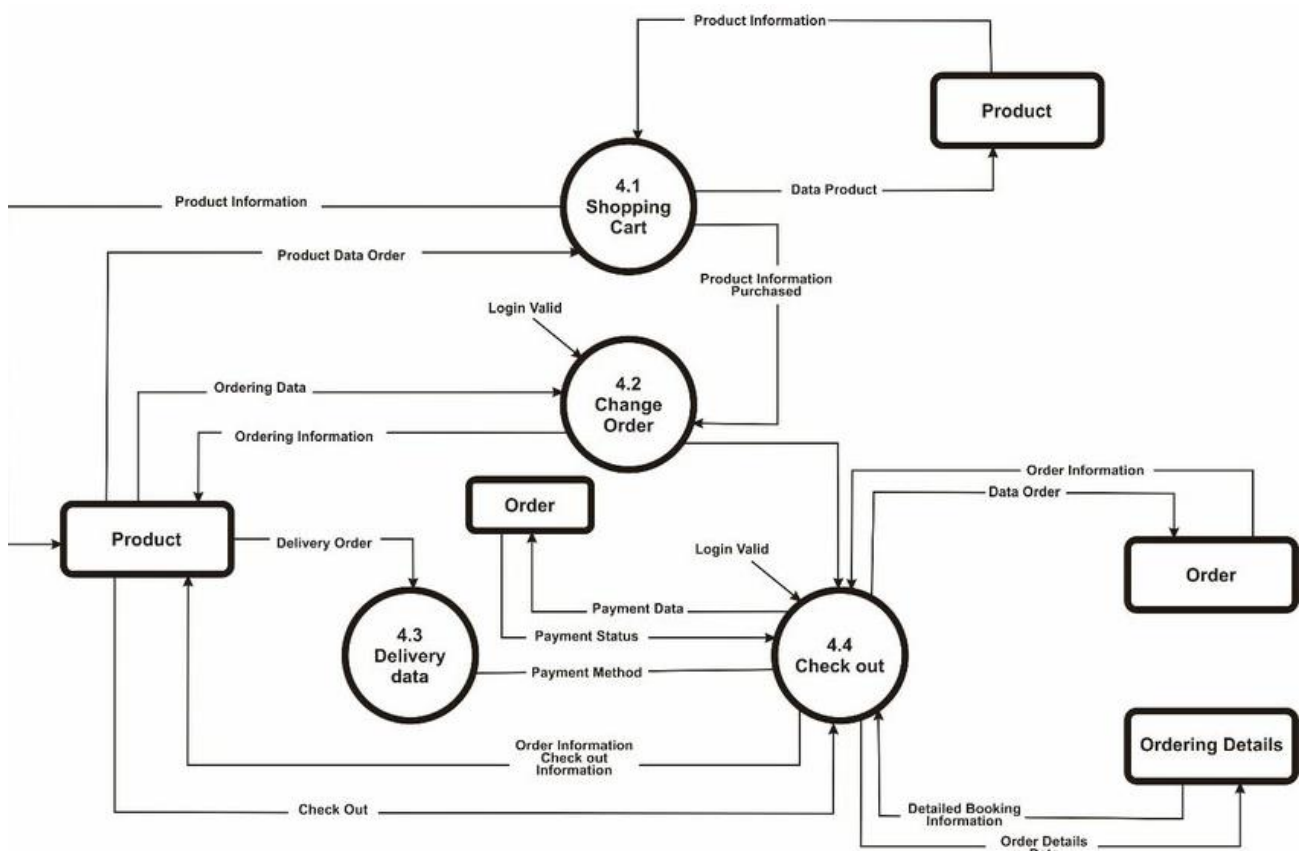 Product Information
Product
4.1
Shopping
Cart
Data Product
Product Information
Product Data Order
Product Information
Purchased
Login Valid
4.2
Change
Order
Ordering Data
Ordering Information
Order Information
Data Order
Order
Product
Delivery Order
Login Valid
Order
Payment Data
4.3
Delivery
data
Payment Status
4.4
Check out
Payment Method
Order Information
Check out
Information
Ordering Details
Check Out
Detailed Booking
Information
Order Details